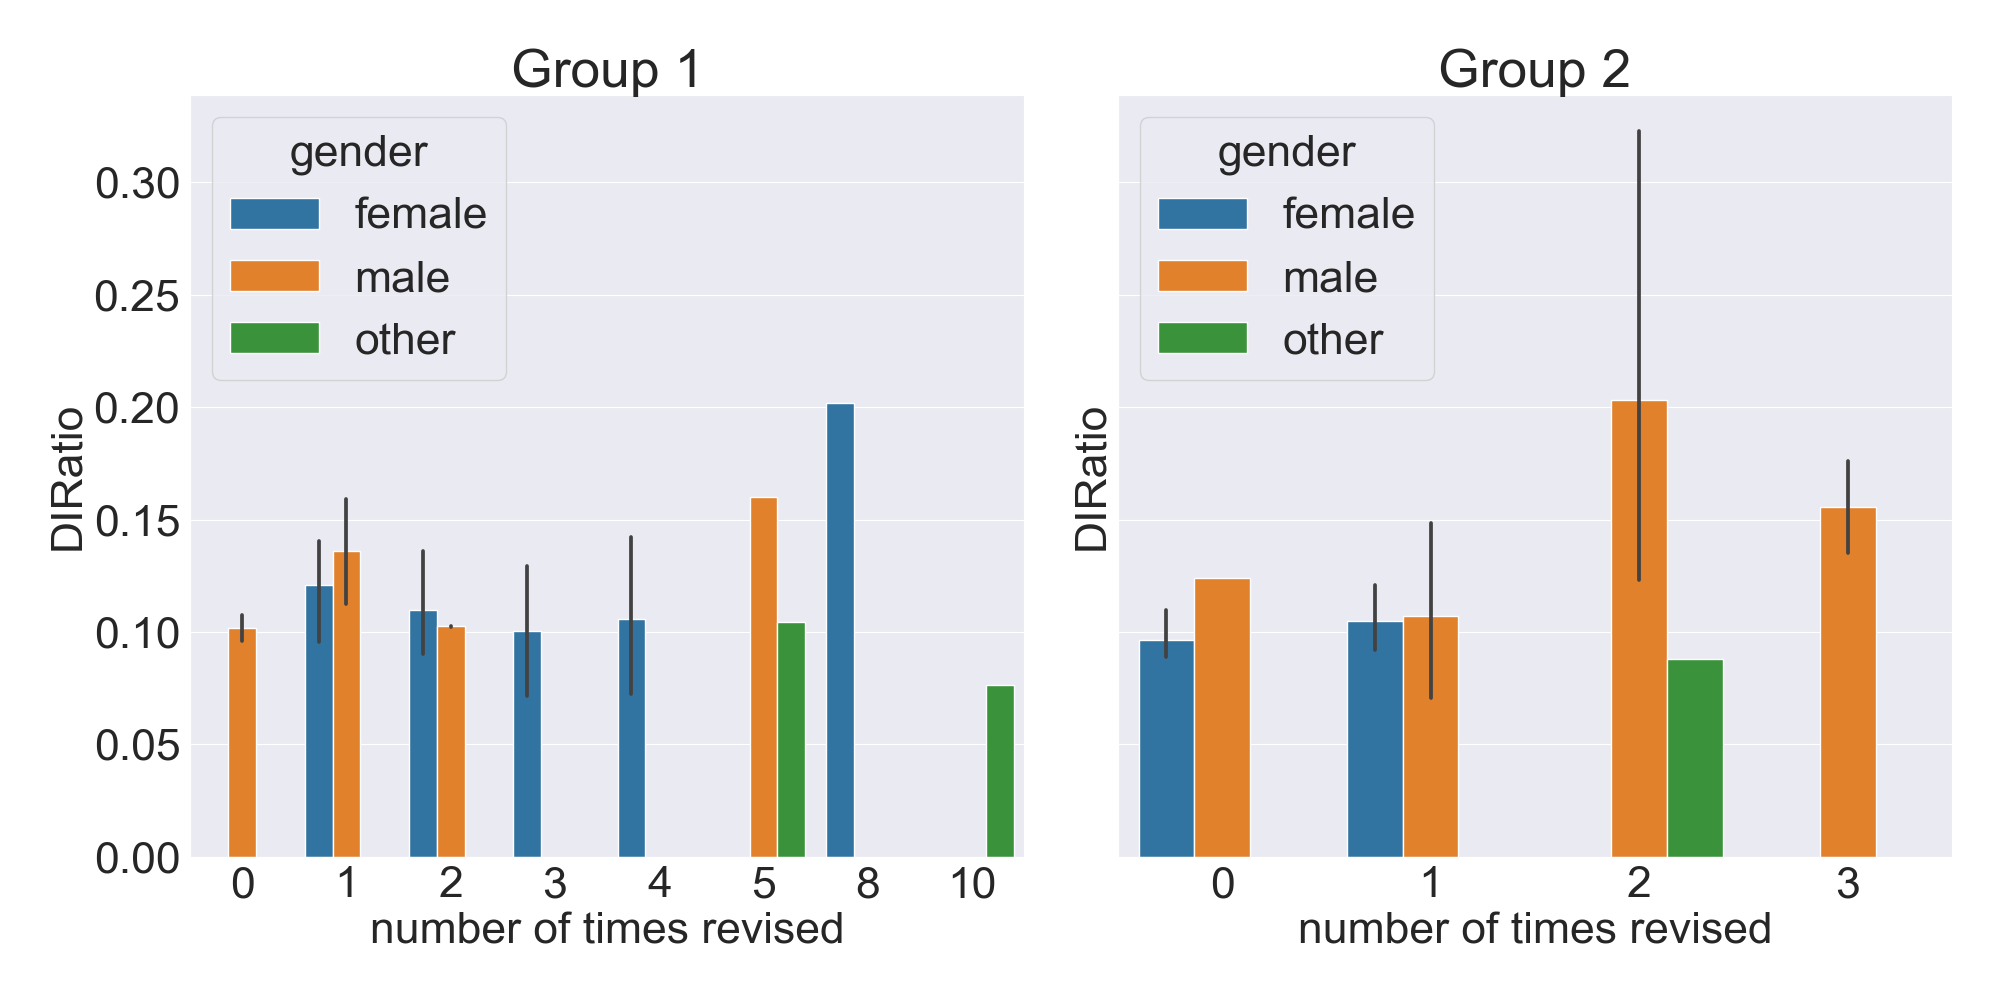 Group 1
gender
female
male
other
DIRatio
0.30
0.25
0.20
0.15
0.10
0.05
0.00
0 1 2 3 4 5 8 10
number of times revised
Group 2
gender
female
male
other
DIRatio
0 1 2 3
number of times revised